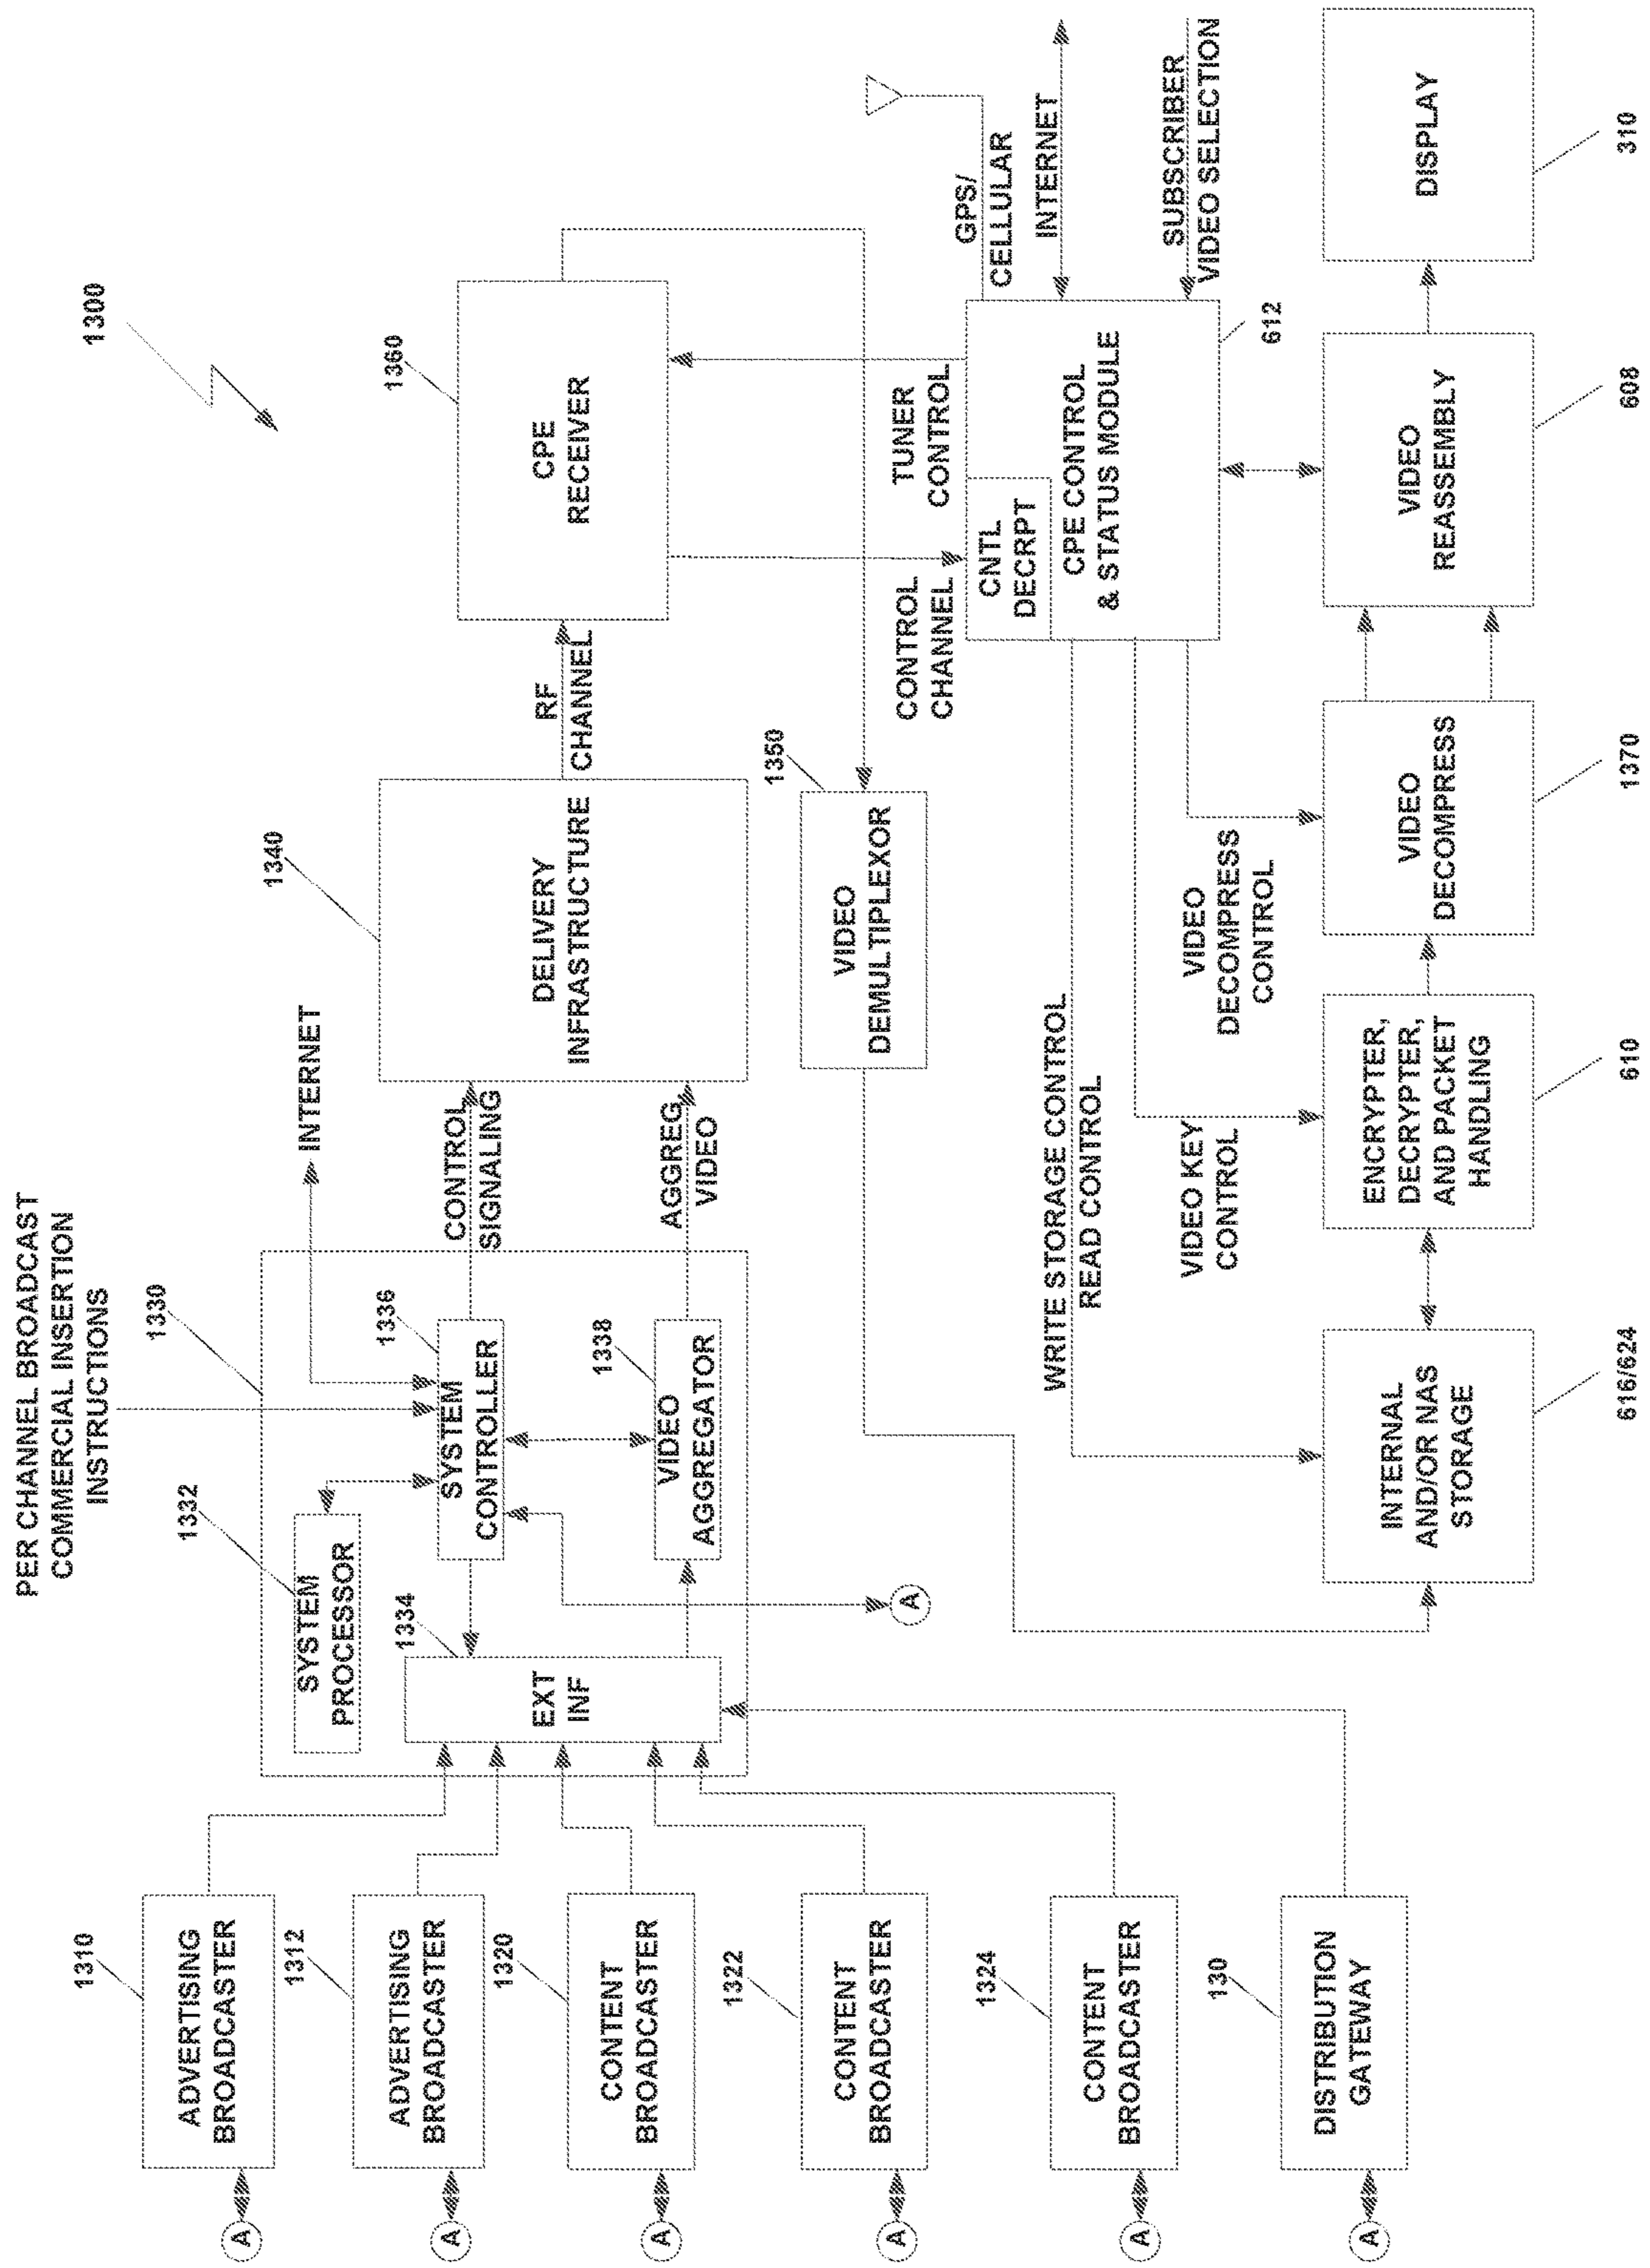 1300
PER CHANNEL BROADCAST
COMMERCIAL INSERTION
INSTRUCTIONS
1310
ADVERTISING
BROADCASTER
A
1312
ADVERTISING
BROADCASTER
A
1320
CONTENT
BROADCASTER
A
1322
CONTENT
BROADCASTER
A
1324
CONTENT
BROADCASTER
A
130
DISTRIBUTION
GATEWAY
A
1330
1332
SYSTEM
PROCESSOR
1334
EXT
INF
1336
SYSTEM
CONTROLLER
1338
VIDEO
AGGREGATOR
A
INTERNET
CONTROL
SIGNALING
AGGREG
VIDEO
1340
DELIVERY
INFRASTRUCTURE
RF
CHANNEL
1360
CPE
RECEIVER
1350
VIDEO
DEMULTIPLEXOR
CONTROL
CHANNEL
TUNER
CONTROL
GPS/
CELLULAR
INTERNET
SUBSCRIBER
VIDEO SELECTION
CNTL
DECRPT
CPE CONTROL
& STATUS MODULE
612
WRITE STORAGE CONTROL
READ CONTROL
VIDEO KEY
CONTROL
VIDEO
DECOMPRESS
CONTROL
INTERNAL
AND/OR NAS
STORAGE
616/624
ENCRYPTER,
DECRYPTER,
AND PACKET
HANDLING
610
VIDEO
DECOMPRESS
1370
VIDEO
REASSEMBLY
608
DISPLAY
310